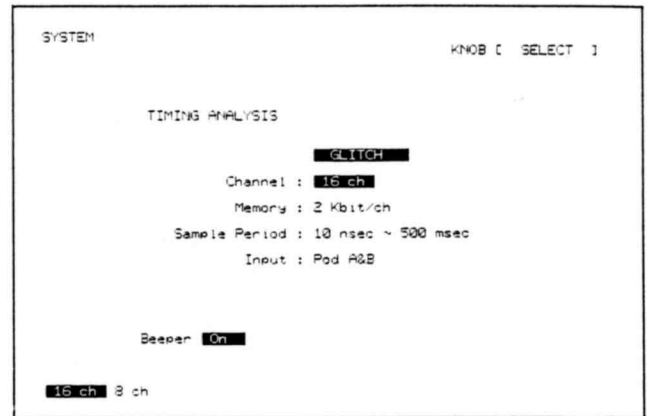 SYSTEM
KNOB [ SELECT ]
TIMING ANALYSIS
GLITCH
Channel : 16 ch
Memory : 2 Kbit/ch
Sample Period : 10 nsec ~ 500 msec
Input : Pod A&B
Beeper On
16 ch 8 ch